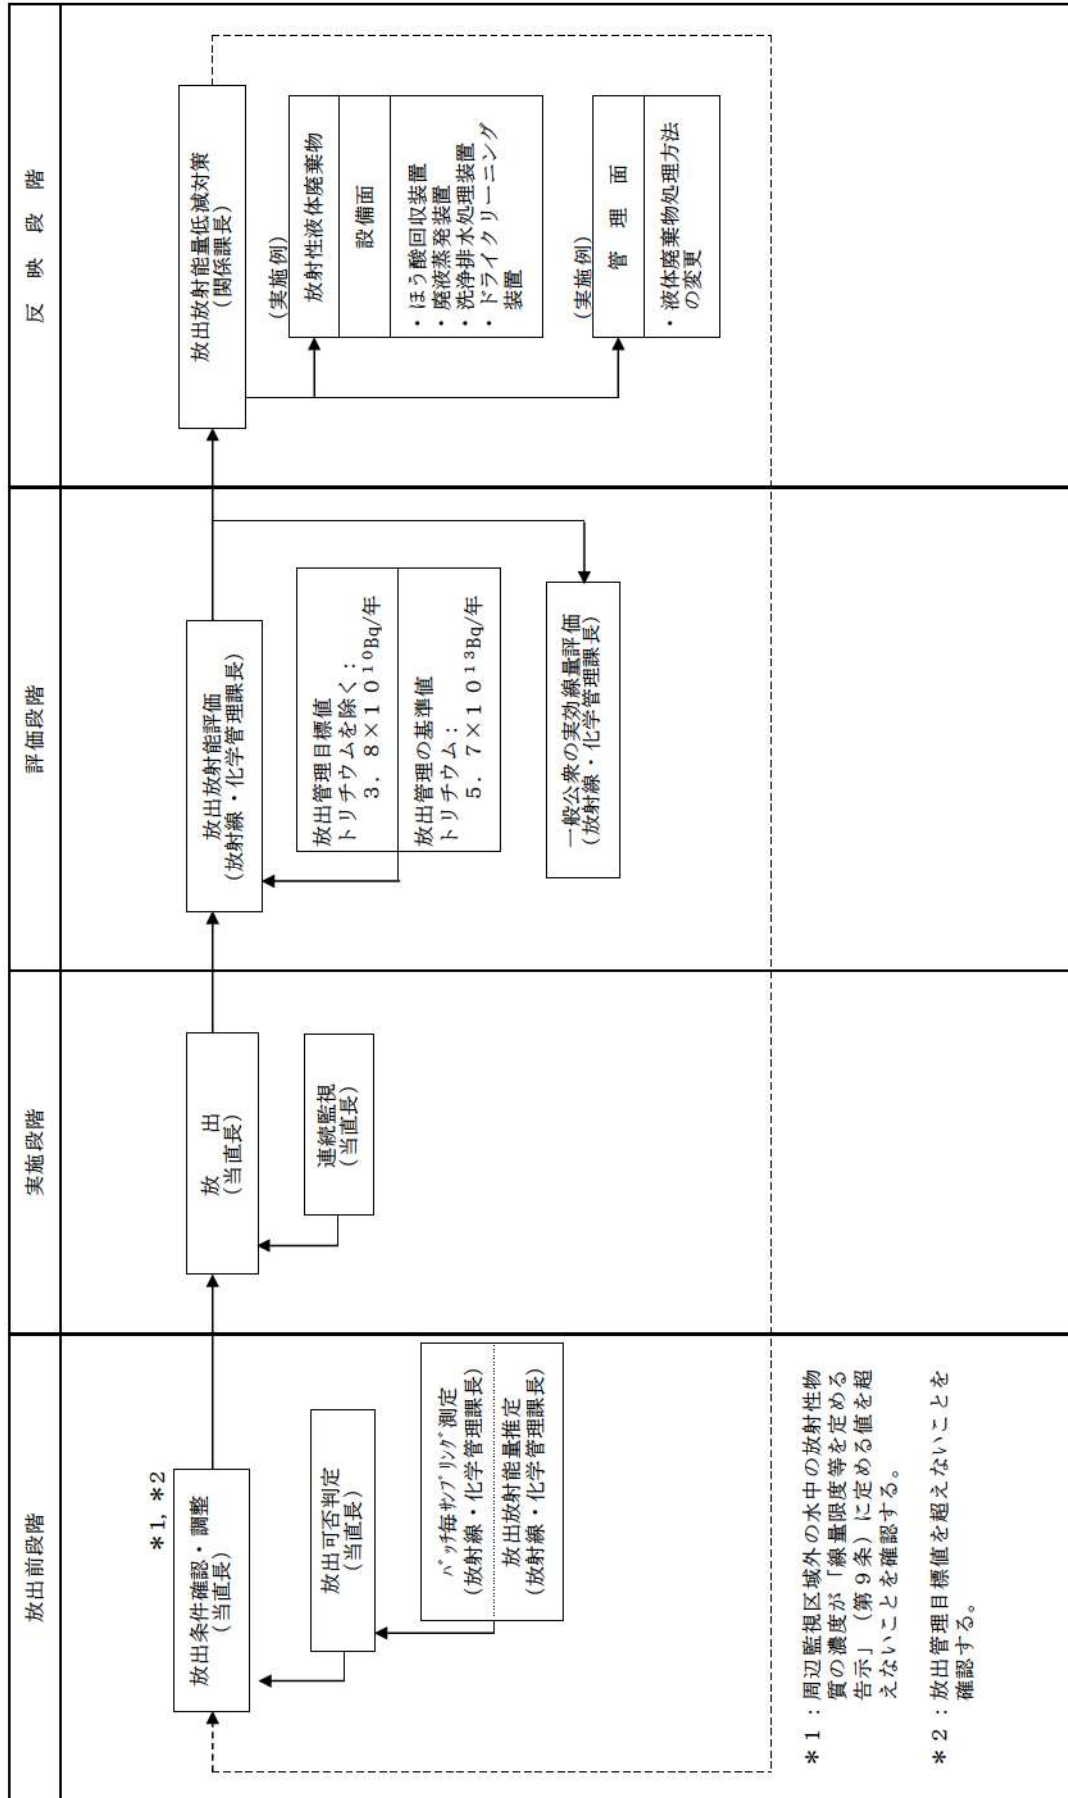 放出前段階
実施段階
評価段階
反 映 段 階
*1, *2
放出条件確認・調整
(当直長)
放出可否判定
(当直長)
バッチ毎サンプリング測定
(放射線・化学管理課長)
放出放射能量推定
(放射線・化学管理課長)
放 出
(当直長)
連続監視
(当直長)
放出放射能評価
(放射線・化学管理課長)
放出管理目標値
トリチウムを除く:
3.8×10¹⁰Bq/年
放出管理の基準値
トリチウム:
5.7×10¹³Bq/年
一般公衆の実効線量評価
(放射線・化学管理課長)
放出放射能量低減対策
(関係課長)
(実施例)
放射性液体廃棄物
設備面
・ほう酸回収装置
・廃液蒸発装置
・洗浄排水処理装置
・ドライクリーニング
装置
(実施例)
管 理 面
・液体廃棄物処理方法
の変更
*1:周辺監視区域外の水中の放射性物
質の濃度が「線量限度等を定める
告示」(第9条)に定める値を超
えないことを確認する。
*2:放出管理目標値を超えないことを
確認する。